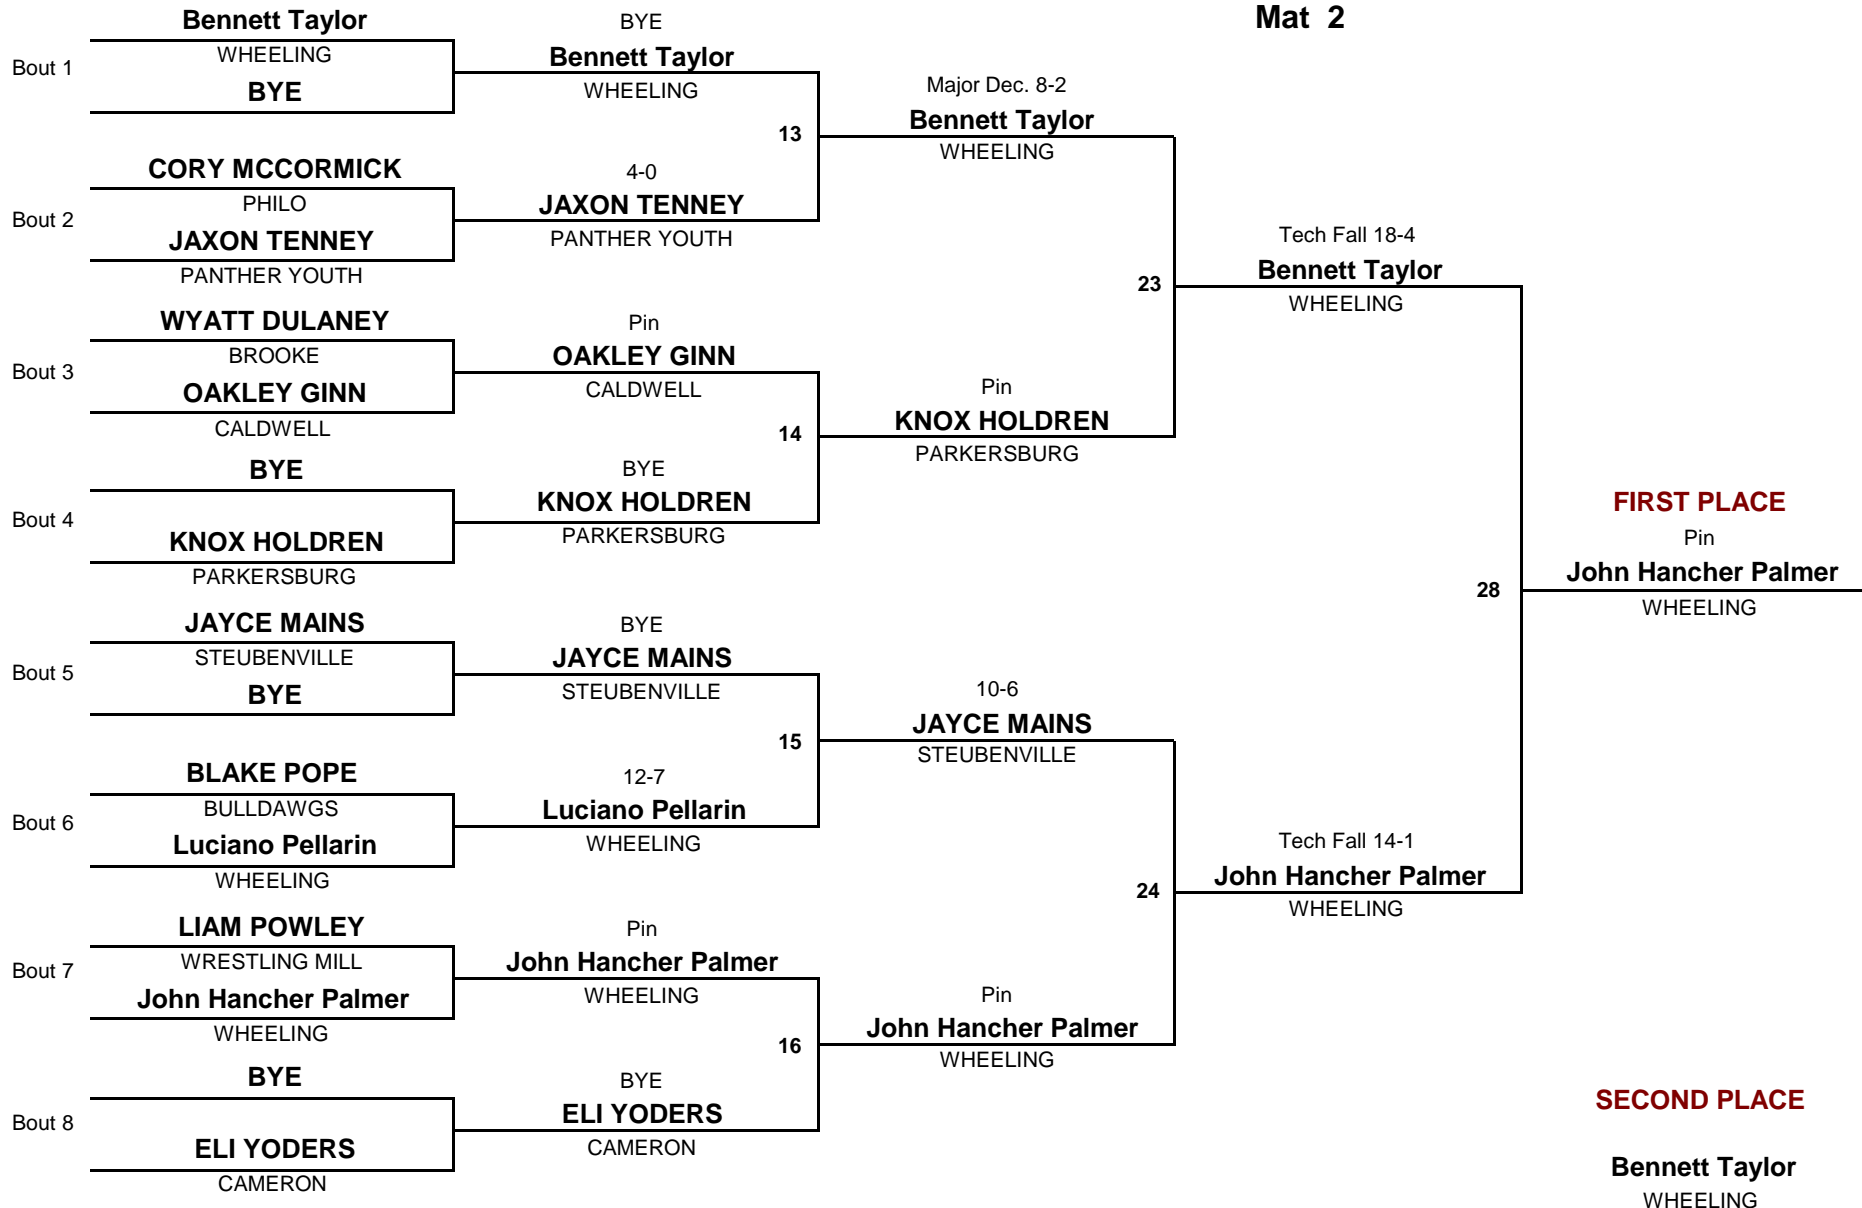 Mat 2
Bennett Taylor
WHEELING
Bout 1
BYE
CORY MCCORMICK
PHILO
Bout 2
JAXON TENNEY
PANTHER YOUTH
WYATT DULANEY
BROOKE
Bout 3
OAKLEY GINN
CALDWELL
BYE
Bout 4
KNOX HOLDREN
PARKERSBURG
JAYCE MAINS
STEUBENVILLE
Bout 5
BYE
BLAKE POPE
BULLDAWGS
Bout 6
Luciano Pellarin
WHEELING
LIAM POWLEY
WRESTLING MILL
Bout 7
John Hancher Palmer
WHEELING
BYE
Bout 8
ELI YODERS
CAMERON
BYE
Bennett Taylor
WHEELING
13
4-0
JAXON TENNEY
PANTHER YOUTH
Pin
OAKLEY GINN
CALDWELL
14
BYE
KNOX HOLDREN
PARKERSBURG
BYE
JAYCE MAINS
STEUBENVILLE
15
12-7
Luciano Pellarin
WHEELING
Pin
John Hancher Palmer
WHEELING
16
BYE
ELI YODERS
CAMERON
Major Dec. 8-2
Bennett Taylor
WHEELING
23
Pin
KNOX HOLDREN
PARKERSBURG
10-6
JAYCE MAINS
STEUBENVILLE
24
Pin
John Hancher Palmer
WHEELING
Tech Fall 18-4
Bennett Taylor
WHEELING
28
Tech Fall 14-1
John Hancher Palmer
WHEELING
FIRST PLACE
Pin
John Hancher Palmer
WHEELING
SECOND PLACE
Bennett Taylor
WHEELING